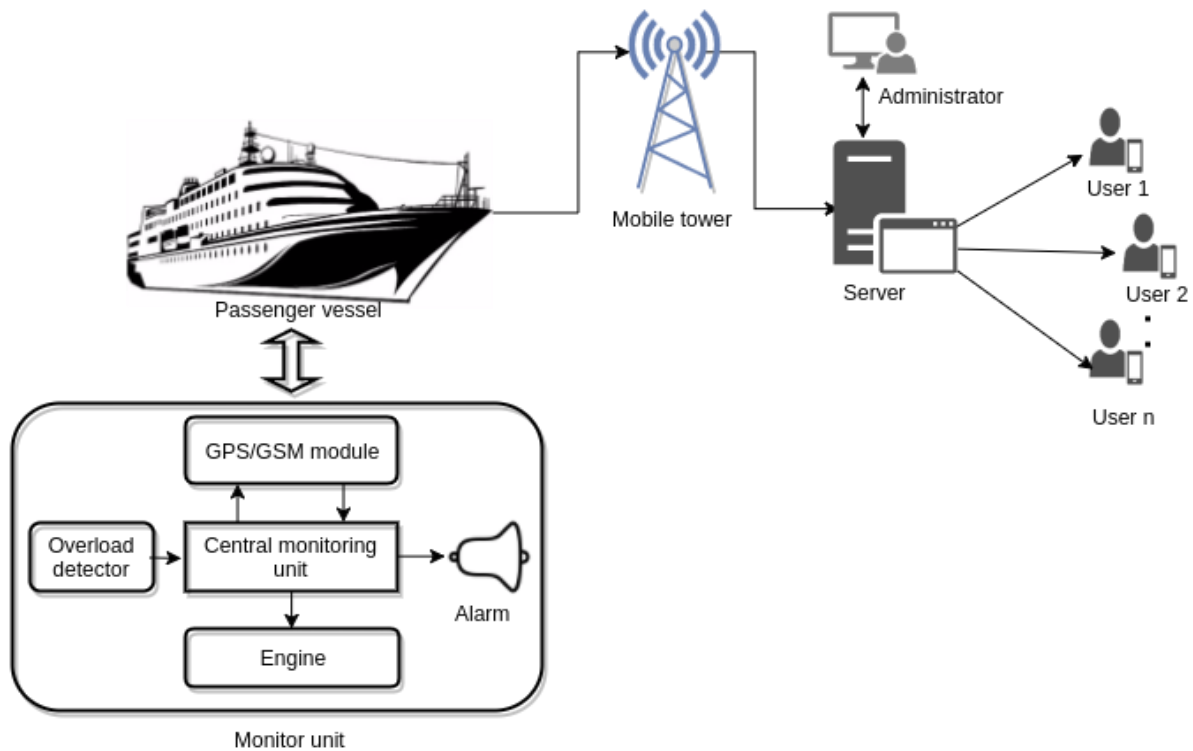 Administrator
User 1
Mobile tower
User 2
Server
Passenger vessel
User n
GPS/GSM module
Overload
detector
Central monitoring
unit
Alarm
Engine
Monitor unit